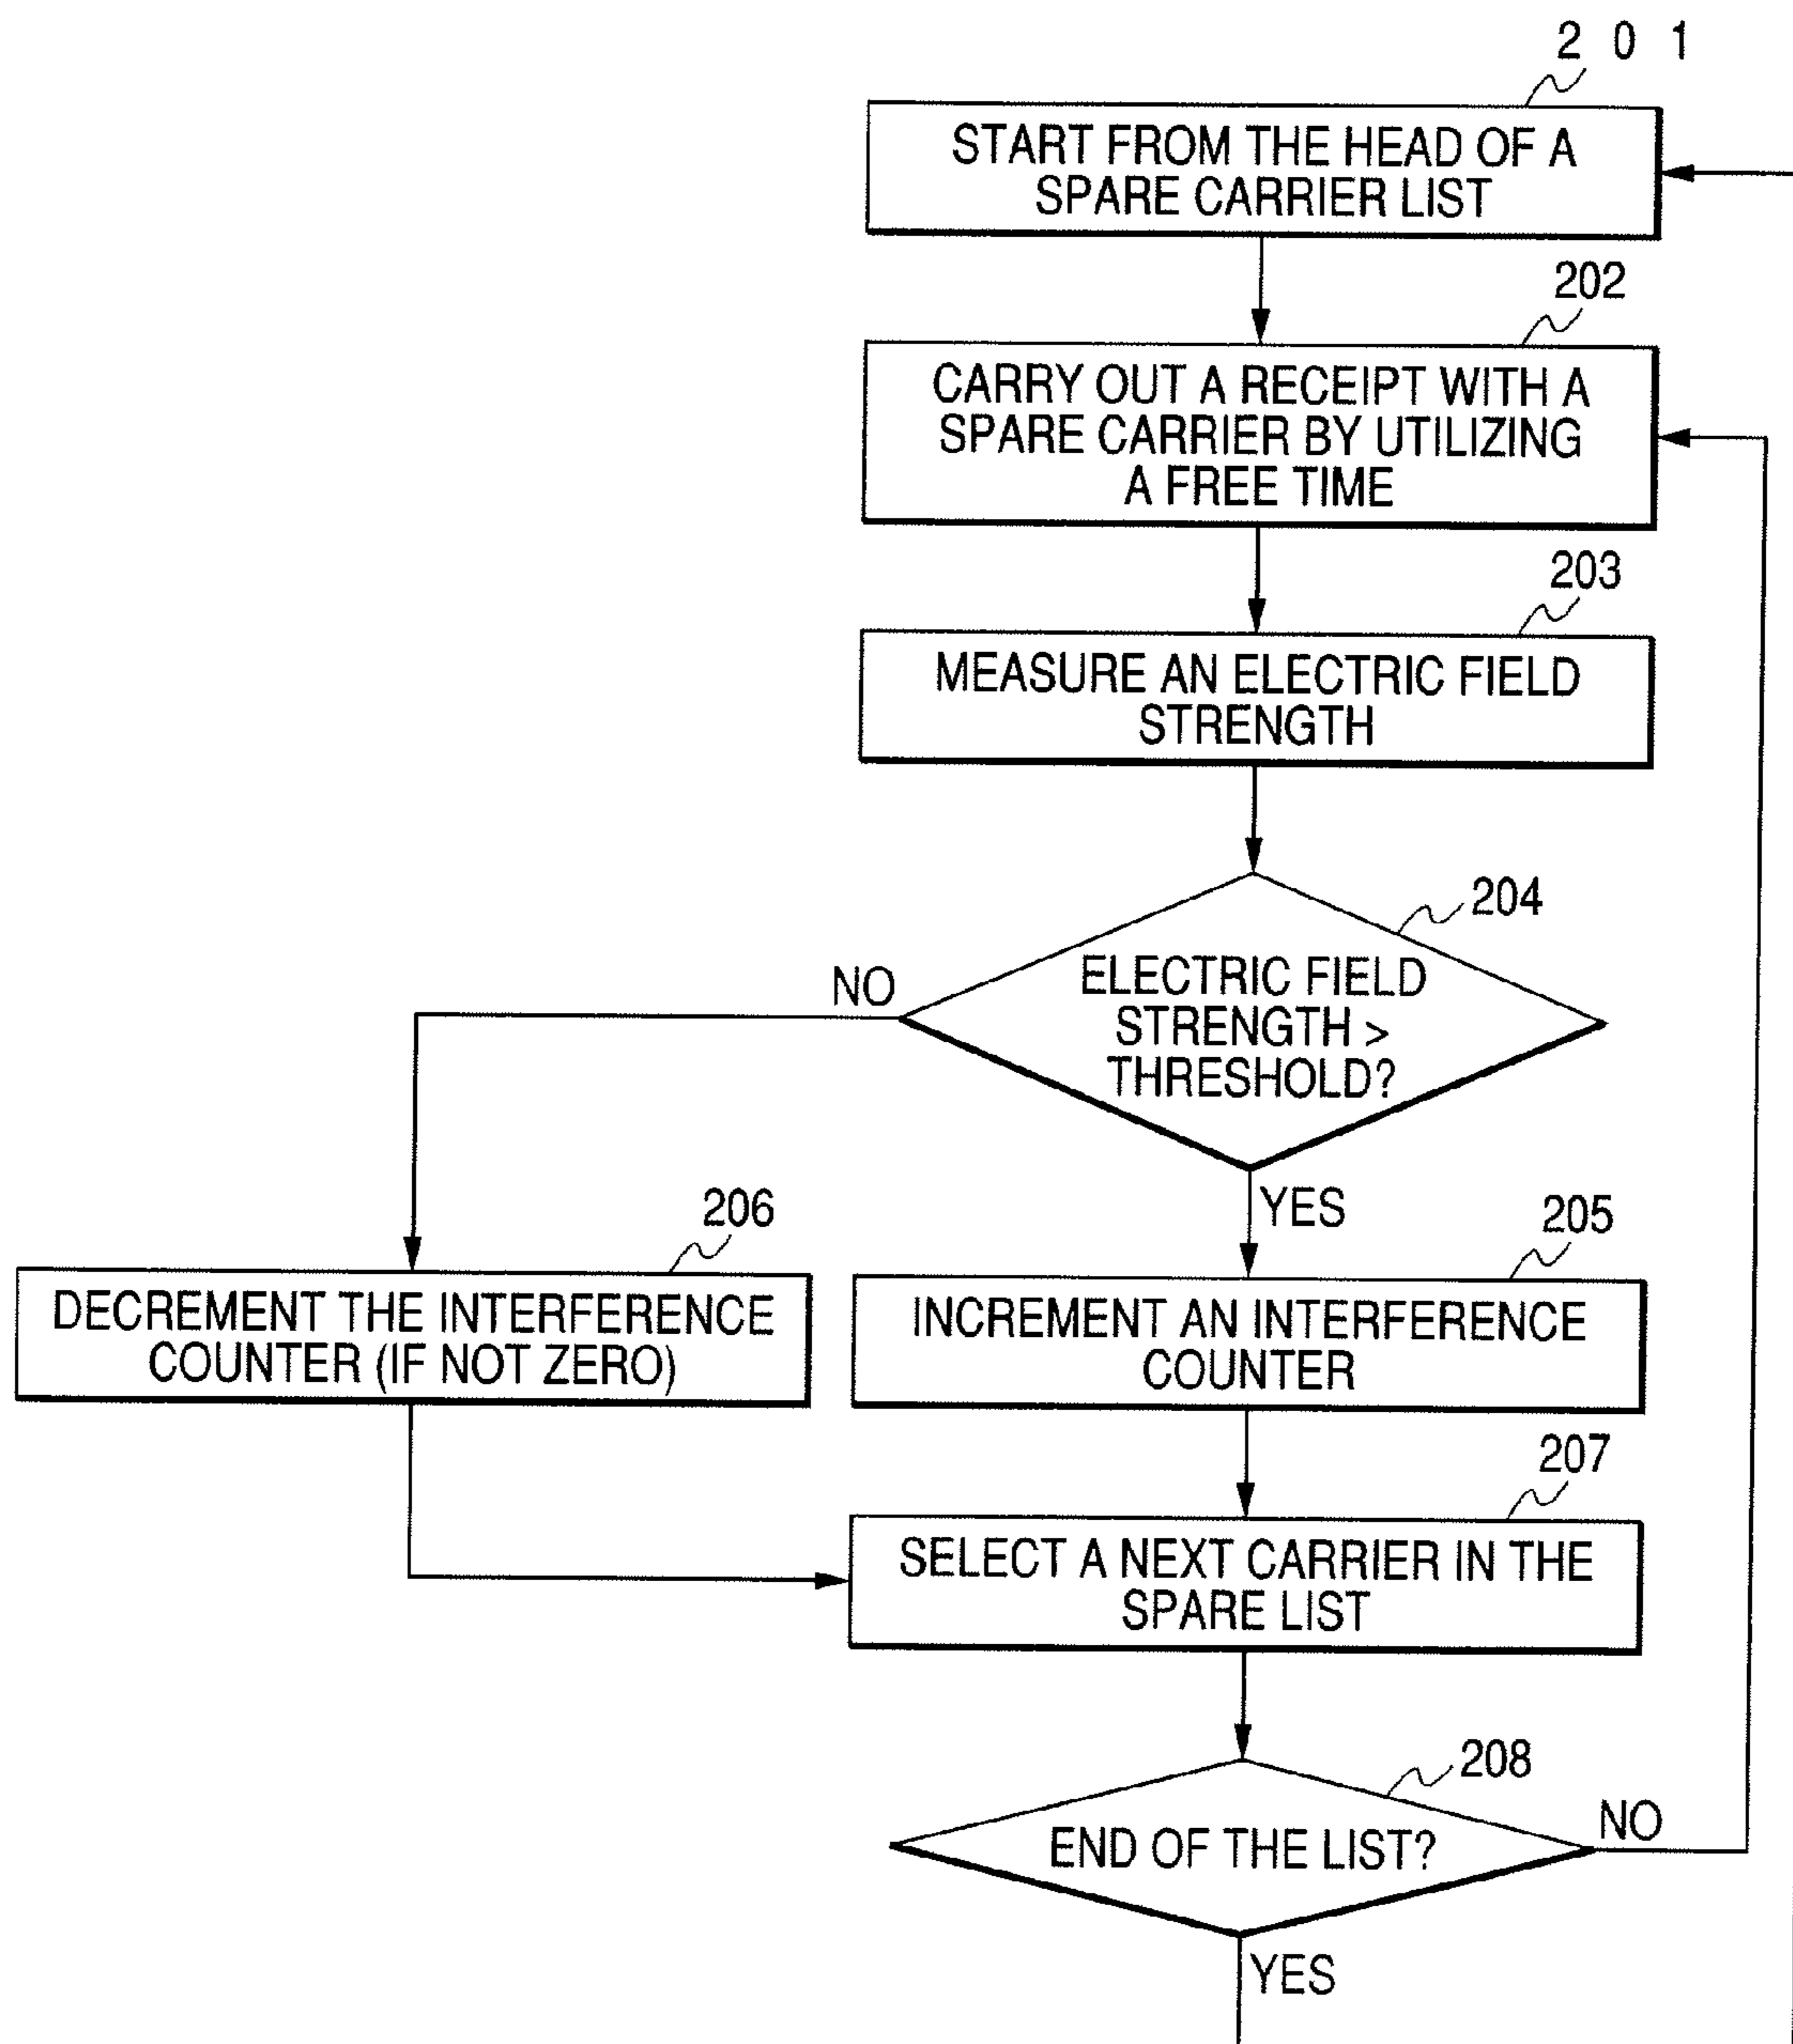 2 0 1
START FROM THE HEAD OF A
SPARE CARRIER LIST
202
CARRY OUT A RECEIPT WITH A
SPARE CARRIER BY UTILIZING
A FREE TIME
203
MEASURE AN ELECTRIC FIELD
STRENGTH
204
NO
ELECTRIC FIELD
STRENGTH >
THRESHOLD?
YES
206
205
DECREMENT THE INTERFERENCE
COUNTER (IF NOT ZERO)
INCREMENT AN INTERFERENCE
COUNTER
207
SELECT A NEXT CARRIER IN THE
SPARE LIST
208
NO
END OF THE LIST?
YES